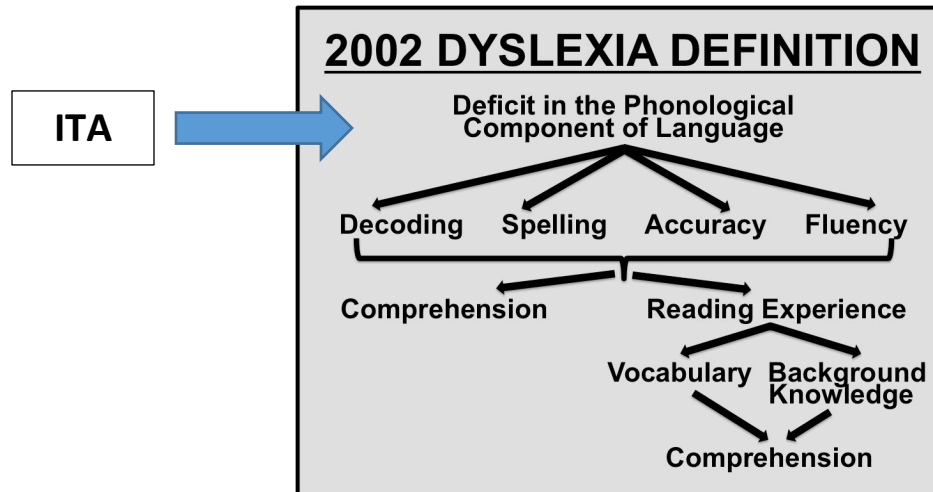 2002 DYSLEXIA DEFINITION
ITA
Deficit in the Phonological
Component of Language
Decoding Spelling Accuracy Fluency
Comprehension Reading Experience
Vocabulary Background
Knowledge
Comprehension